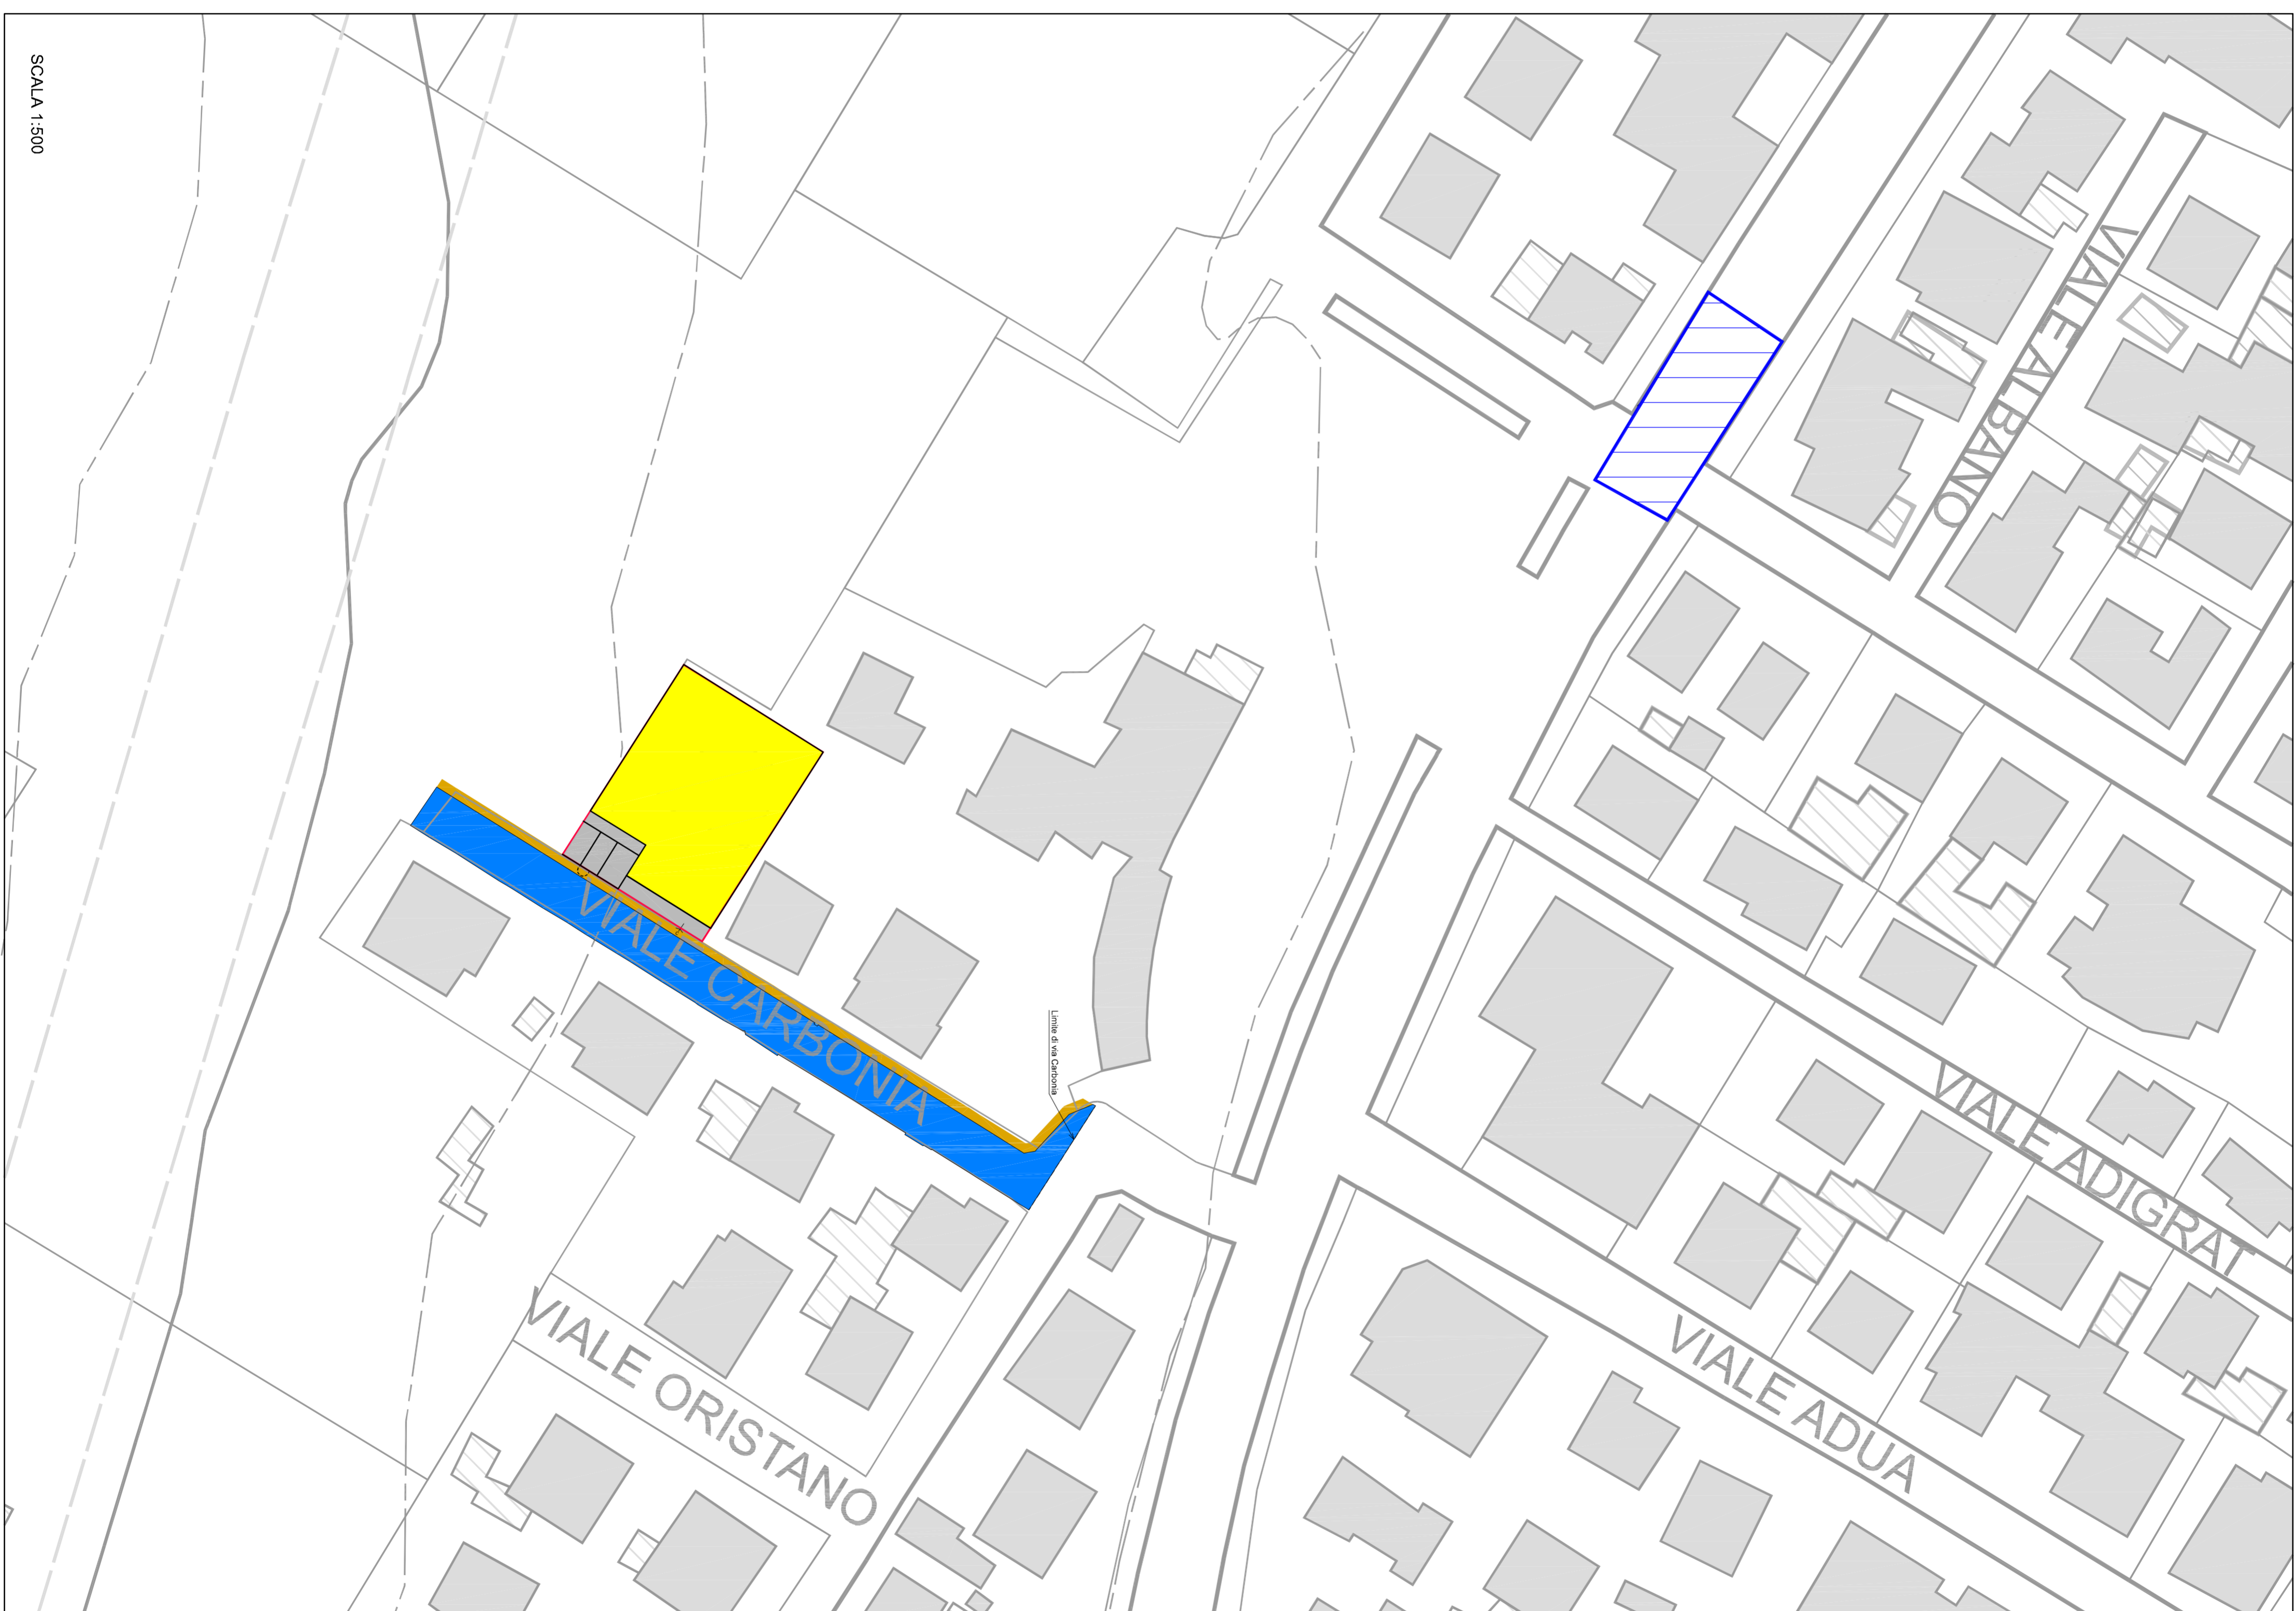 SCALA 1:500
VIALE ALBANO
VIALE CARBONIA
Limite di via Carbonia
VIALE ADIGRAT
VIALE ADUA
VIALE ORISTANO